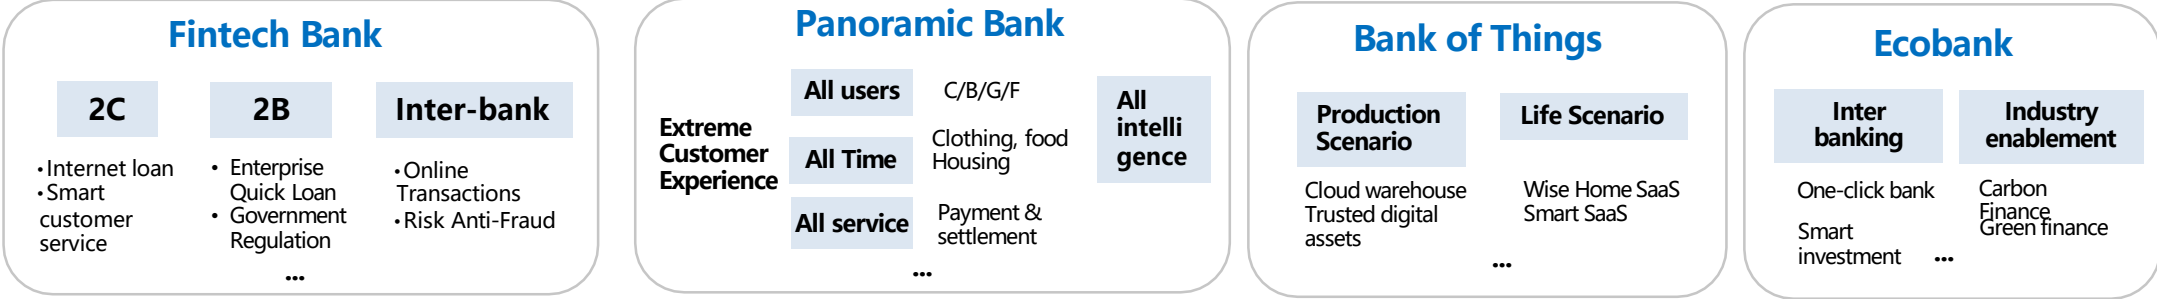 Fintech Bank
2C
•Internet loan
•Smart
customer
service
2B
• Enterprise
Quick Loan
• Government
Regulation
Inter-bank
•Online
Transactions
•Risk Anti-Fraud
...
Panoramic Bank
Extreme
Customer
Experience
All users
C/B/G/F
All Time
Clothing, food
Housing
All service
Payment &
settlement
All
intelli
gence
...
Bank of Things
Production
Scenario
Cloud warehouse
Trusted digital
assets
Life Scenario
Wise Home SaaS
Smart SaaS
...
Ecobank
Inter
banking
One-click bank
Smart
investment
Industry
enablement
Carbon
Finance
Green finance
...